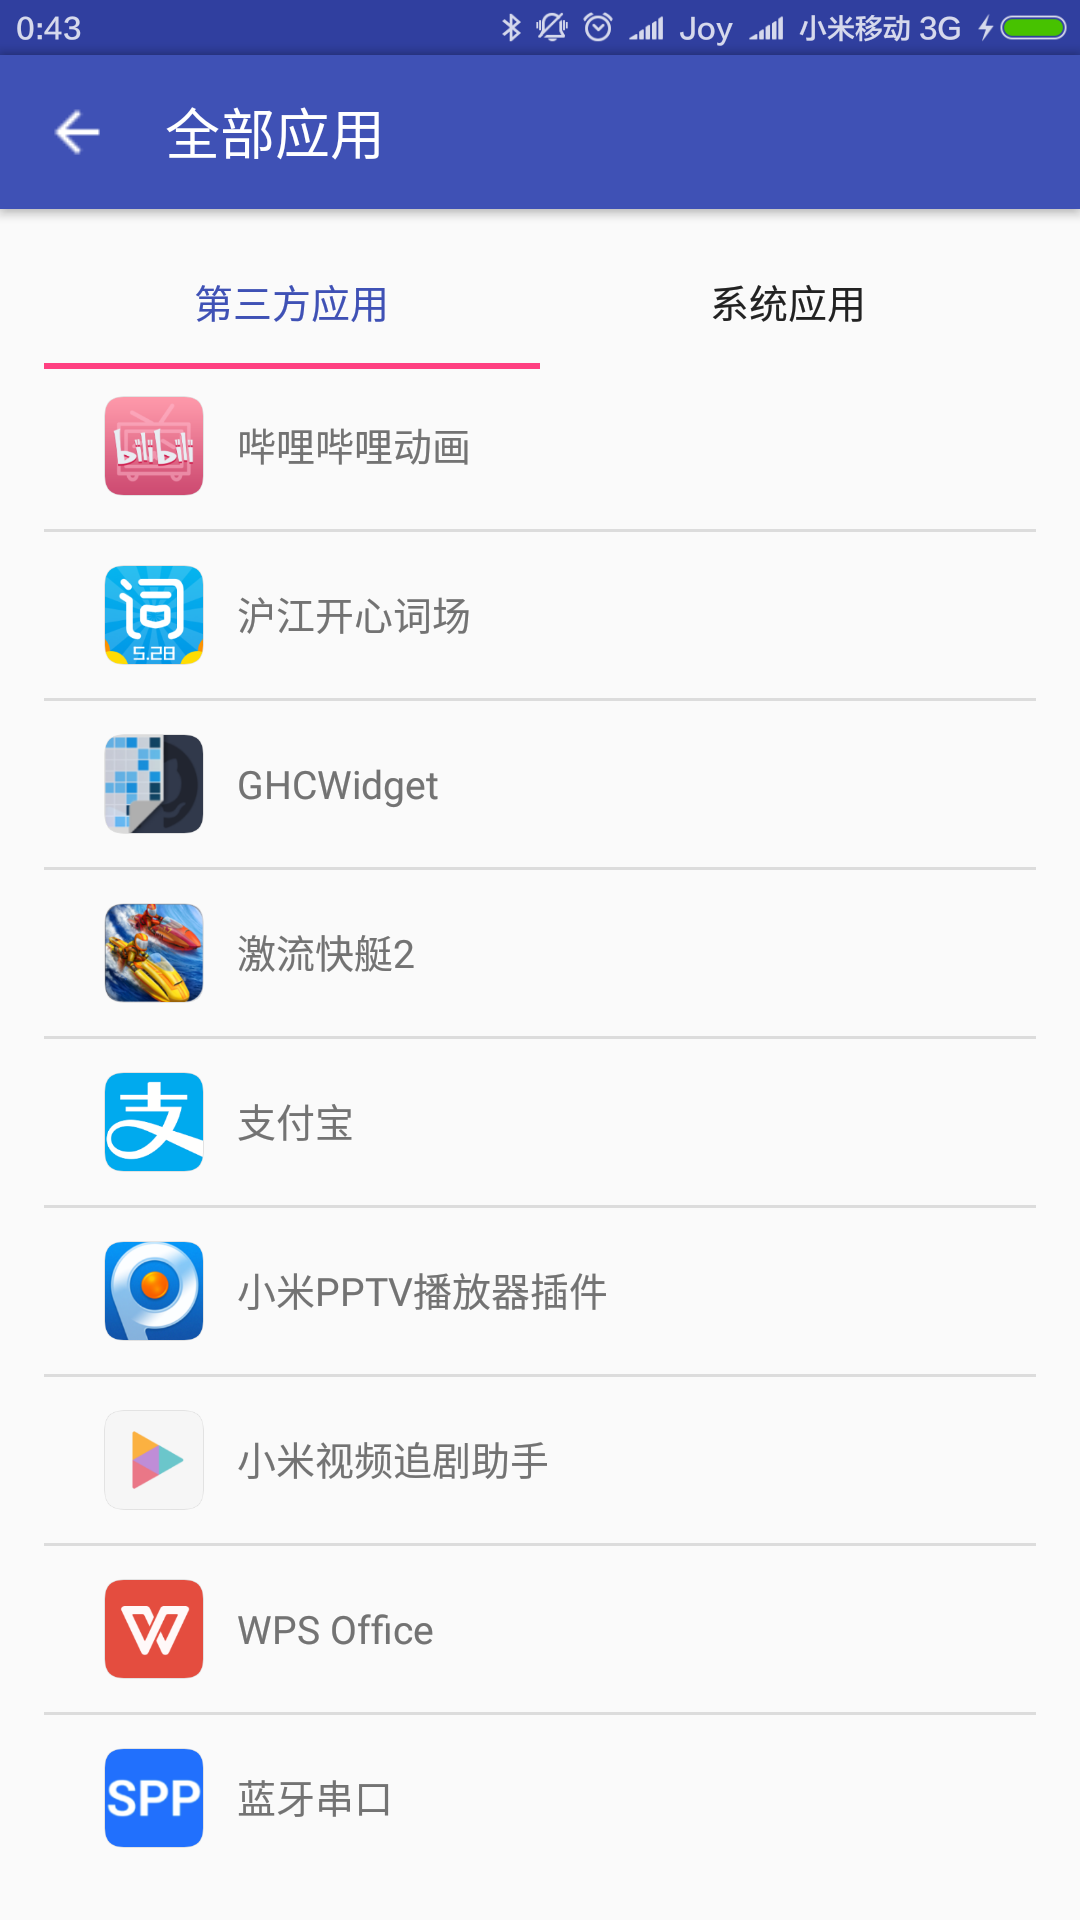 0:43 Joy 小米移动 3G
全部应用
第三方应用 系统应用
bilibili 哔哩哔哩动画
词 5.28 沪江开心词场
GHCWidget
激流快艇2
支 支付宝
小米PPTV播放器插件
小米视频追剧助手
W WPS Office
SPP 蓝牙串口